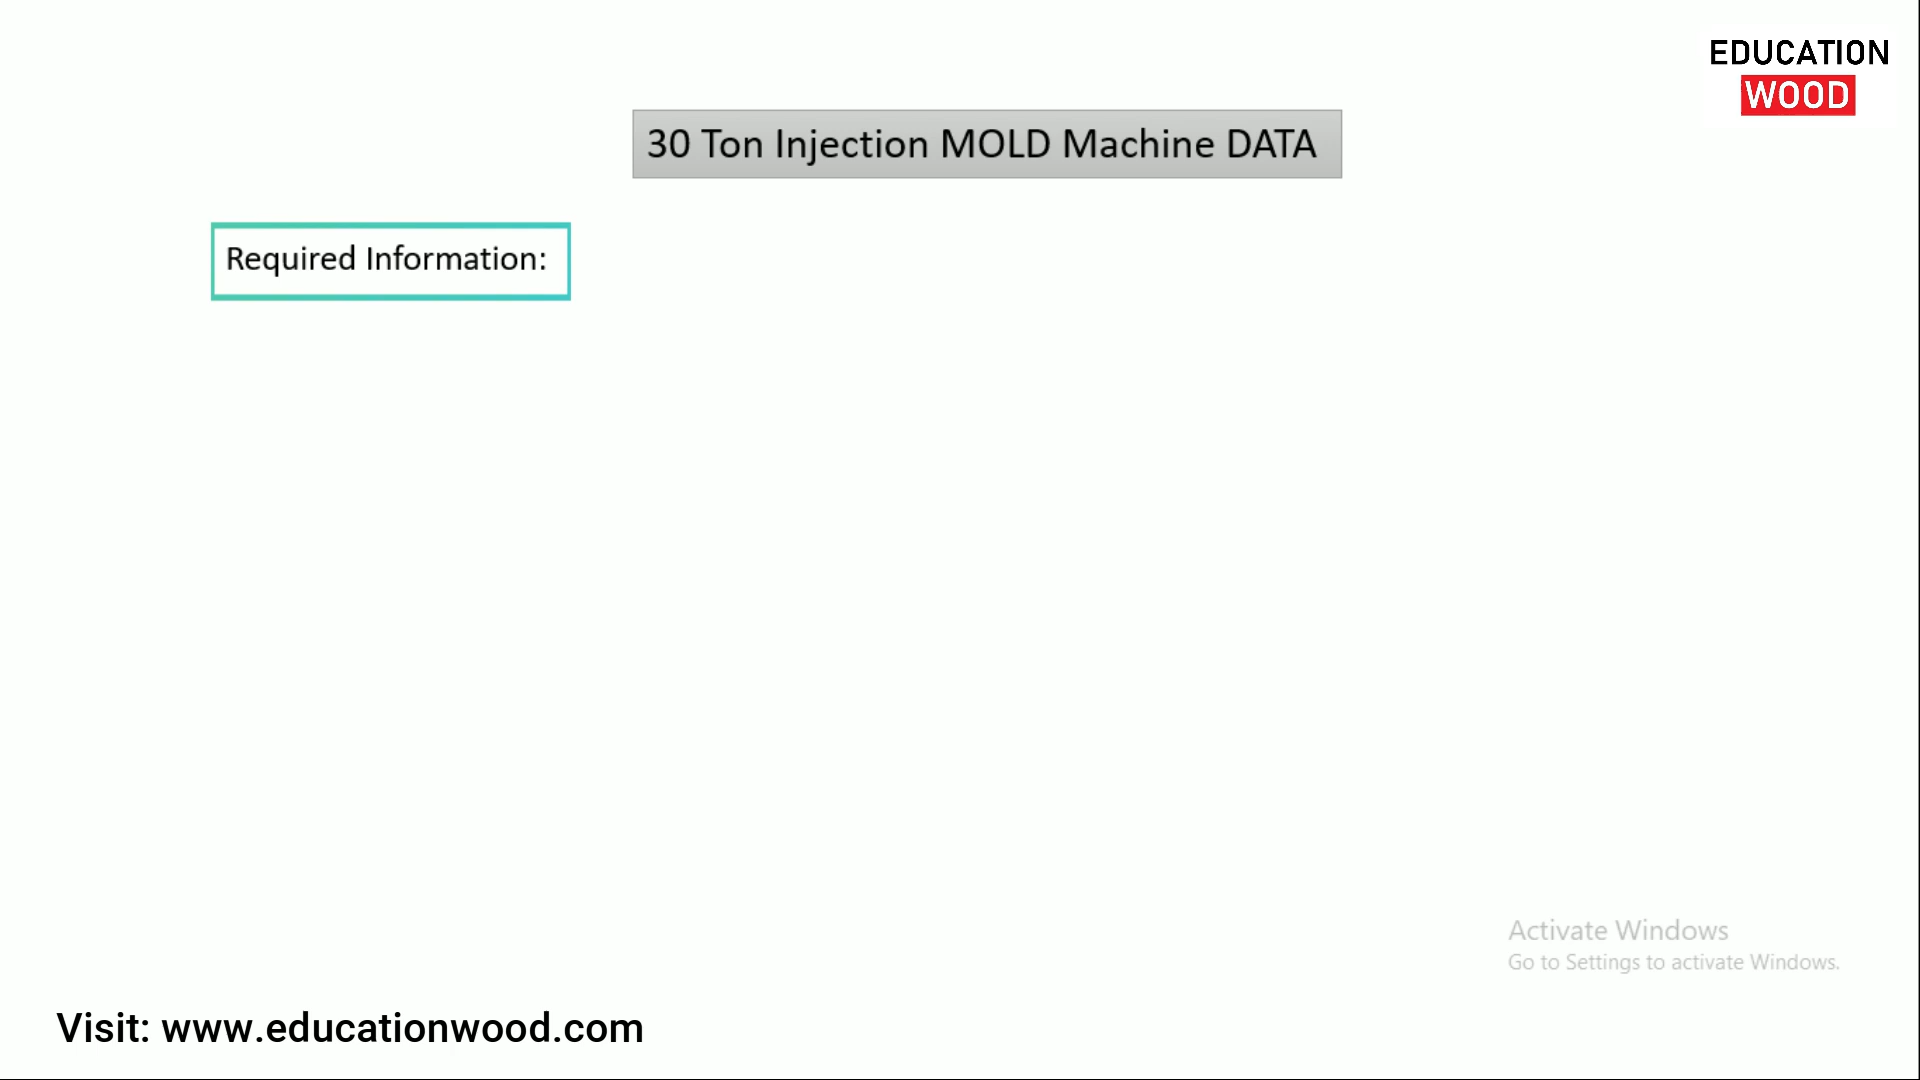 EDUCATION
WOOD
30 Ton Injection MOLD Machine DATA
Required Information:
Activate Windows
Go to Settings to activate Windows.
Visit: www.educationwood.com